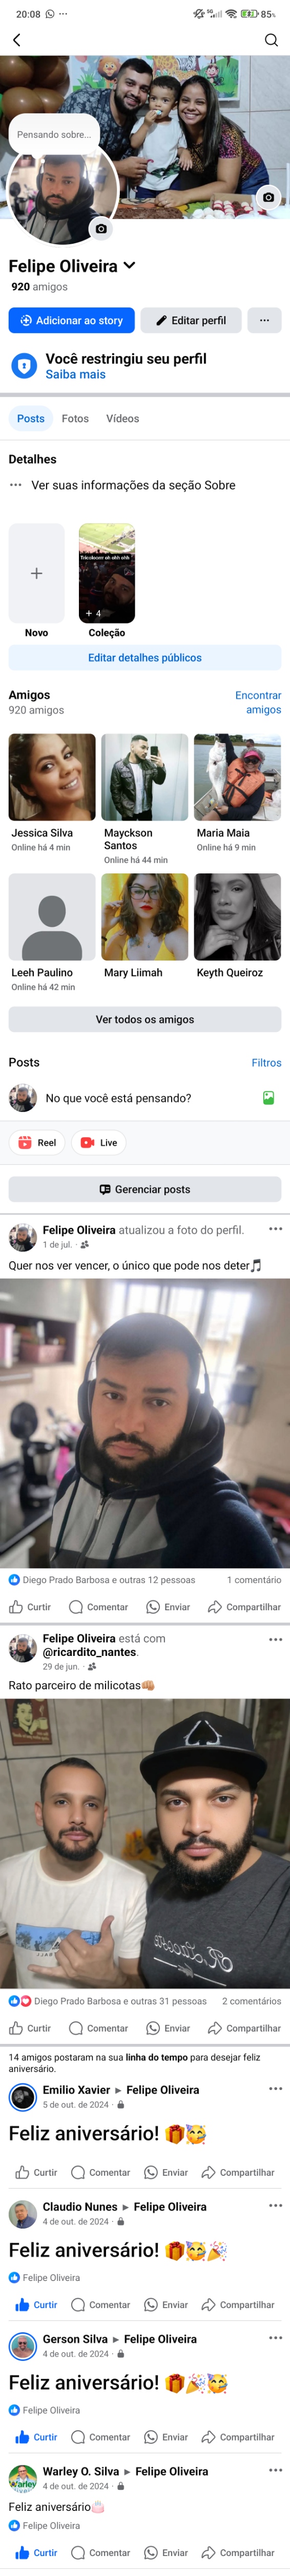 20:08
5G
85%
Pensando sobre...
Felipe Oliveira
920 amigos
Adicionar ao story
Editar perfil
Você restringiu seu perfil
Saiba mais
Posts Fotos Vídeos
Detalhes
Ver suas informações da seção Sobre
Tricolocorr oh ohh ohh
+ 4
Novo
Coleção
Editar detalhes públicos
Amigos
920 amigos
Encontrar
amigos
Jessica Silva
Online há 4 min
Mayckson
Santos
Online há 44 min
Maria Maia
Online há 9 min
Leeh Paulino
Online há 42 min
Mary Liimah
Keyth Queiroz
Ver todos os amigos
Posts
Filtros
No que você está pensando?
Reel
Live
Gerenciar posts
Felipe Oliveira atualizou a foto do perfil.
1 de jul. ·
Quer nos ver vencer, o único que pode nos deter🎵
Diego Prado Barbosa e outras 12 pessoas
1 comentário
Curtir Comentar Enviar Compartilhar
Felipe Oliveira está com
@ricardito_nantes.
29 de jun. ·
Rato parceiro de milicotas👊🏼
Diego Prado Barbosa e outras 31 pessoas
2 comentários
Curtir Comentar Enviar Compartilhar
14 amigos postaram na sua linha do tempo para desejar feliz
aniversário.
Emilio Xavier ▸ Felipe Oliveira
5 de out. de 2024 ·
Feliz aniversário! 🎁🥳
Curtir Comentar Enviar Compartilhar
Claudio Nunes ▸ Felipe Oliveira
4 de out. de 2024 ·
Feliz aniversário! 🎁🥳🎉
Felipe Oliveira
Curtir Comentar Enviar Compartilhar
Gerson Silva ▸ Felipe Oliveira
4 de out. de 2024 ·
Feliz aniversário! 🎁🎉🥳
Felipe Oliveira
Curtir Comentar Enviar Compartilhar
Warley O. Silva ▸ Felipe Oliveira
4 de out. de 2024 ·
Feliz aniversário🎂
Felipe Oliveira
Curtir Comentar Enviar Compartilhar